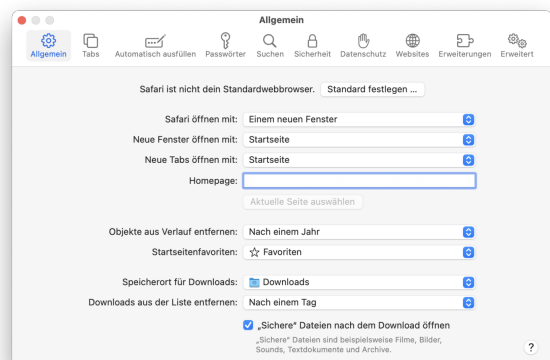 Allgemein
Allgemein Tabs Automatisch ausfüllen Passwörter Suchen Sicherheit Datenschutz Websites Erweiterungen Erweitert
Safari ist nicht dein Standardwebbrowser. Standard festlegen ...
Safari öffnen mit: Einem neuen Fenster
Neue Fenster öffnen mit: Startseite
Neue Tabs öffnen mit: Startseite
Homepage:
Aktuelle Seite auswählen
Objekte aus Verlauf entfernen: Nach einem Jahr
Startseitenfavoriten: Favoriten
Speicherort für Downloads: Downloads
Downloads aus der Liste entfernen: Nach einem Tag
„Sichere“ Dateien nach dem Download öffnen
„Sichere“ Dateien sind beispielsweise Filme, Bilder,
Sounds, Textdokumente und Archive.
?